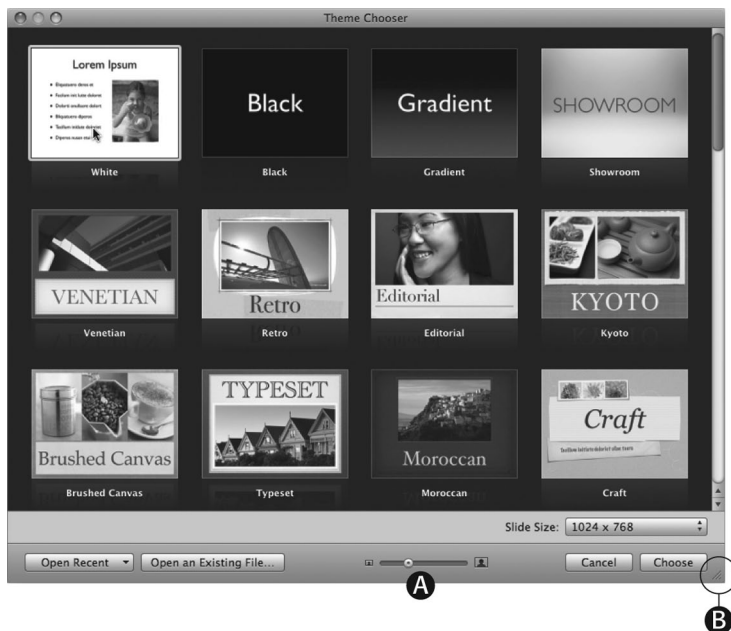 Theme Chooser
Lorem Ipsum
Black
Gradient
SHOWROOM
White
Black
Gradient
Showroom
VENETIAN
Retro
Editorial
KYOTO
Venetian
Retro
Editorial
Kyoto
Brushed Canvas
TYPESET
Moroccan
Craft
Brushed Canvas
Typeset
Moroccan
Craft
Slide Size: 1024 x 768
Open Recent
Open an Existing File...
Cancel
Choose
A
B